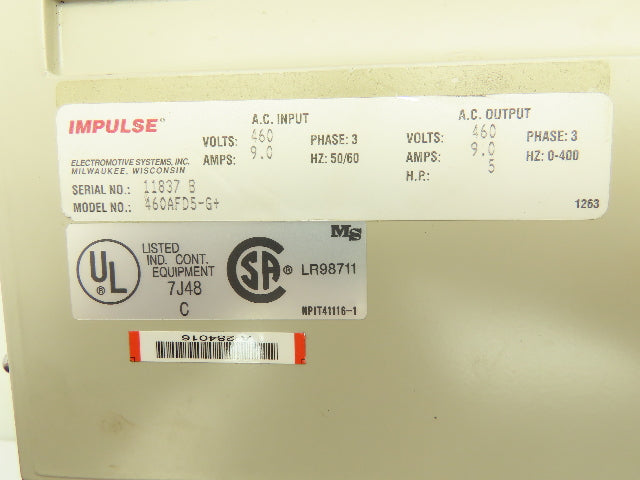 IMPULSE®
ELECTROMOTIVE SYSTEMS, INC.
MILWAUKEE, WISCONSIN
A.C. INPUT
VOLTS: 460 PHASE: 3
AMPS: 9.0 HZ: 50/60
A.C. OUTPUT
VOLTS: 460 PHASE: 3
AMPS: 9.0 HZ: 0-400
H.P.: 5
SERIAL NO.: 11837 B
MODEL NO.: 460AFD5-G+
1263
UL ®
LISTED
IND. CONT.
EQUIPMENT
7J48
C
CSA ® LR98711
MS
NPIT41116-1
284016